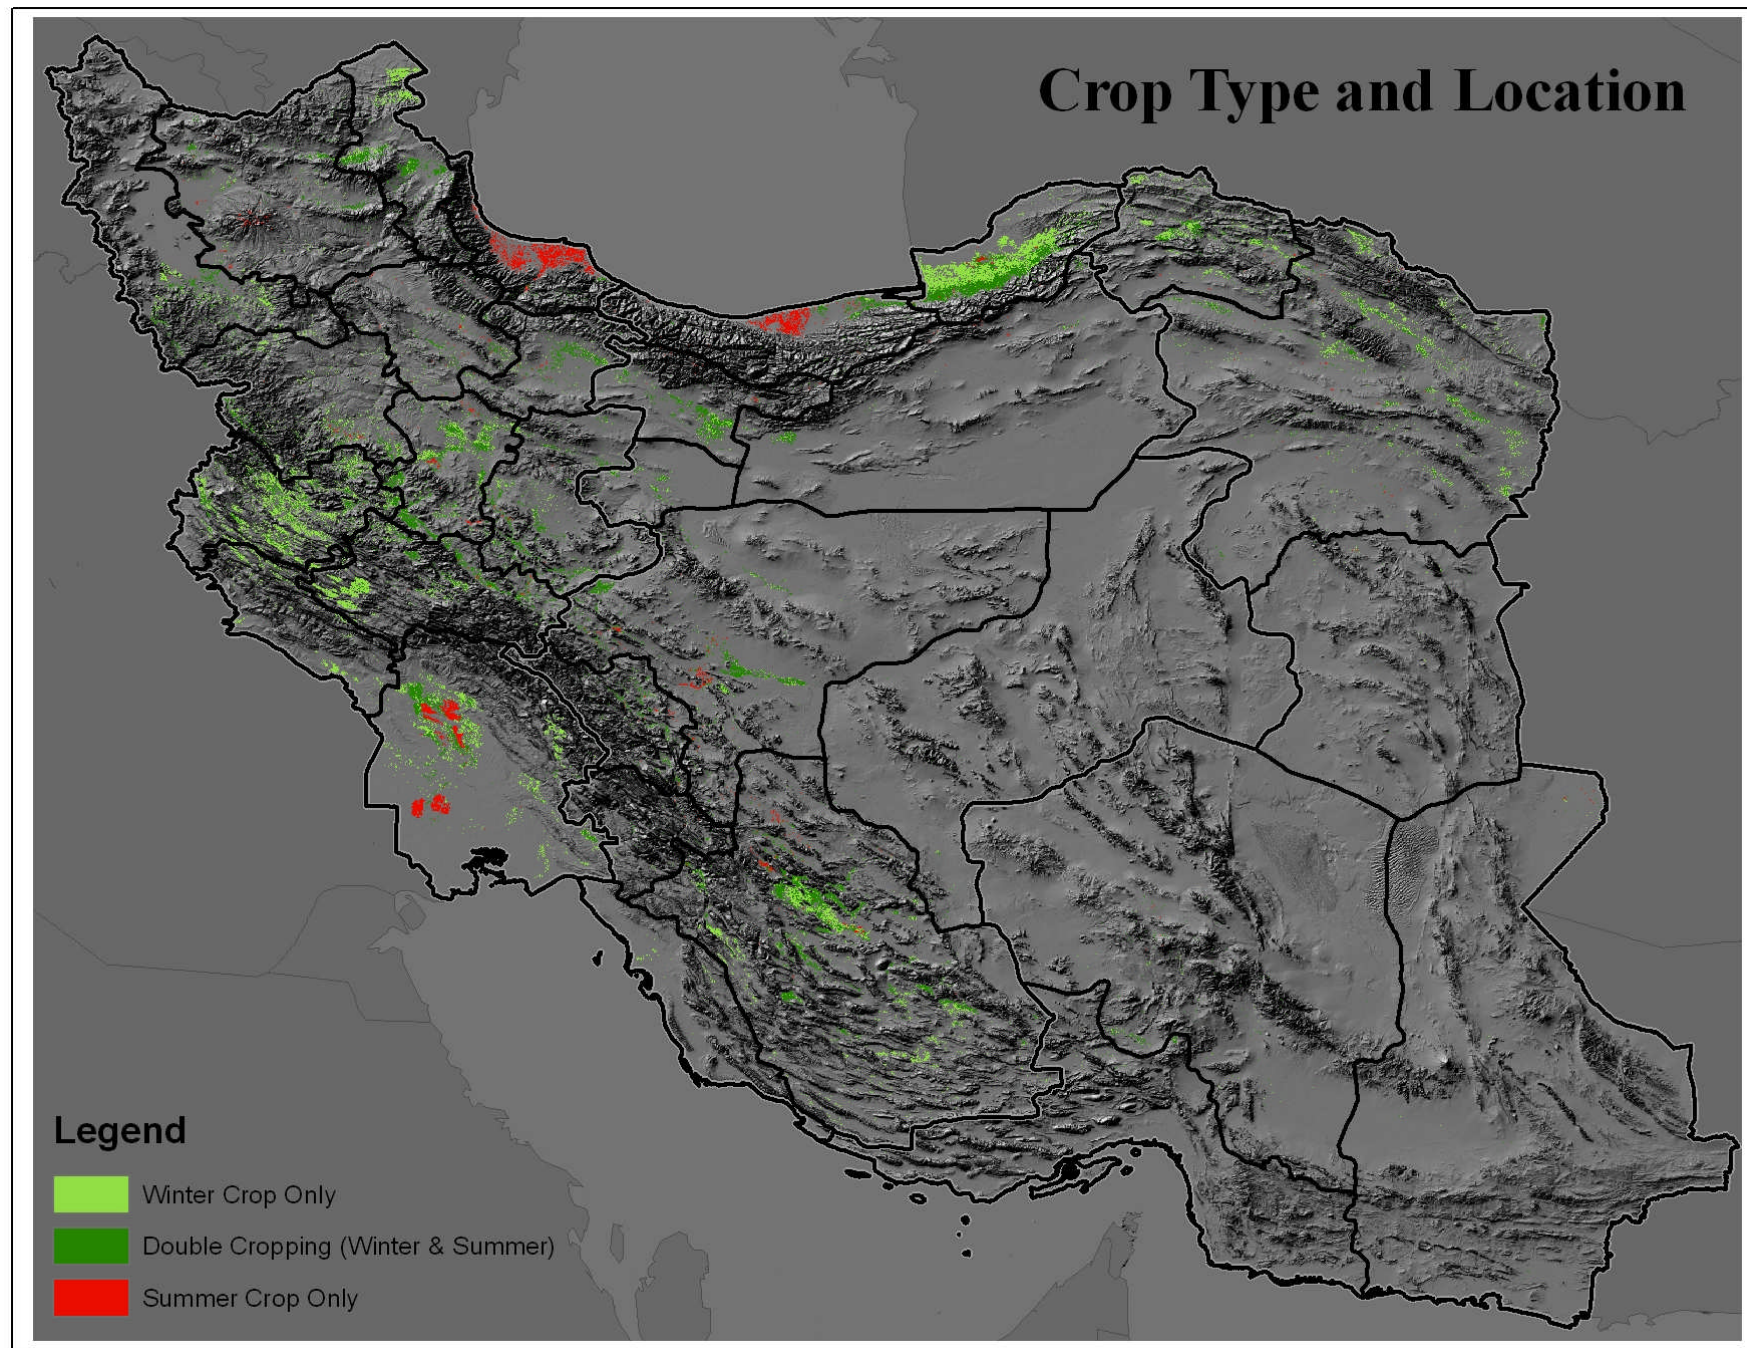 Crop Type and Location
Legend
Winter Crop Only
Double Cropping (Winter & Summer)
Summer Crop Only